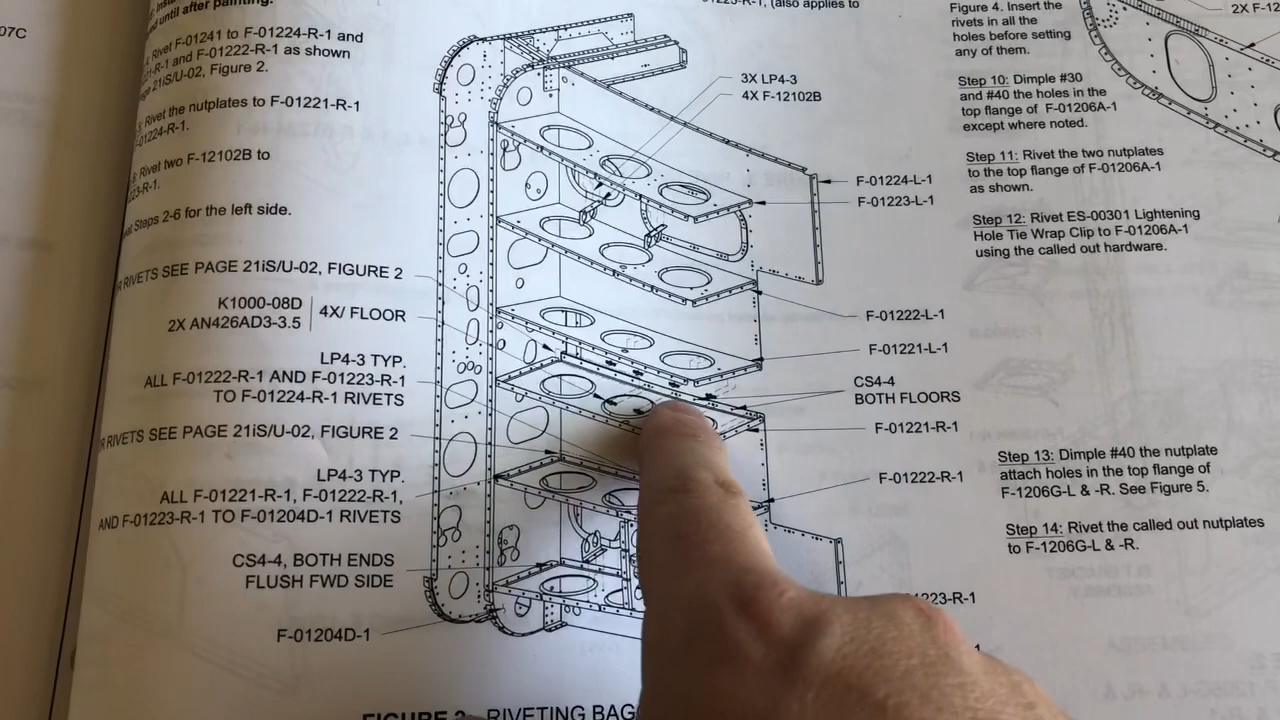 07C
until after painting.
Rivet F-01241 to F-01224-R-1 and
-R-1 and F-01222-R-1 as shown
21iS/U-02, Figure 2.
Rivet the nutplates to F-01221-R-1
-01224-R-1.
Rivet two F-12102B to
Steps 2-6 for the left side.
RIVETS SEE PAGE 21iS/U-02, FIGURE 2
K1000-08D
2X AN426AD3-3.5
4X/ FLOOR
LP4-3 TYP.
ALL F-01222-R-1 AND F-01223-R-1
TO F-01224-R-1 RIVETS
RIVETS SEE PAGE 21iS/U-02, FIGURE 2
LP4-3 TYP.
ALL F-01221-R-1, F-01222-R-1,
AND F-01223-R-1 TO F-01204D-1 RIVETS
CS4-4, BOTH ENDS
FLUSH FWD SIDE
F-01204D-1
(also applies to
3X LP4-3
4X F-12102B
F-01224-L-1
F-01223-L-1
F-01222-L-1
F-01221-L-1
CS4-4
BOTH FLOORS
F-01221-R-1
F-01222-R-1
223-R-1
RIVETING
Figure 4. Insert the
rivets in all the
holes before setting
any of them.
Step 10: Dimple #30
and #40 the holes in the
top flange of F-01206A-1
except where noted.
Step 11: Rivet the two nutplates
to the top flange of F-01206A-1
as shown.
Step 12: Rivet ES-00301 Lightening
Hole Tie Wrap Clip to F-01206A-1
using the called out hardware.
Step 13: Dimple #40 the nutplate
attach holes in the top flange of
F-1206G-L & -R. See Figure 5.
Step 14: Rivet the called out nutplates
to F-1206G-L & -R.
2X F-12